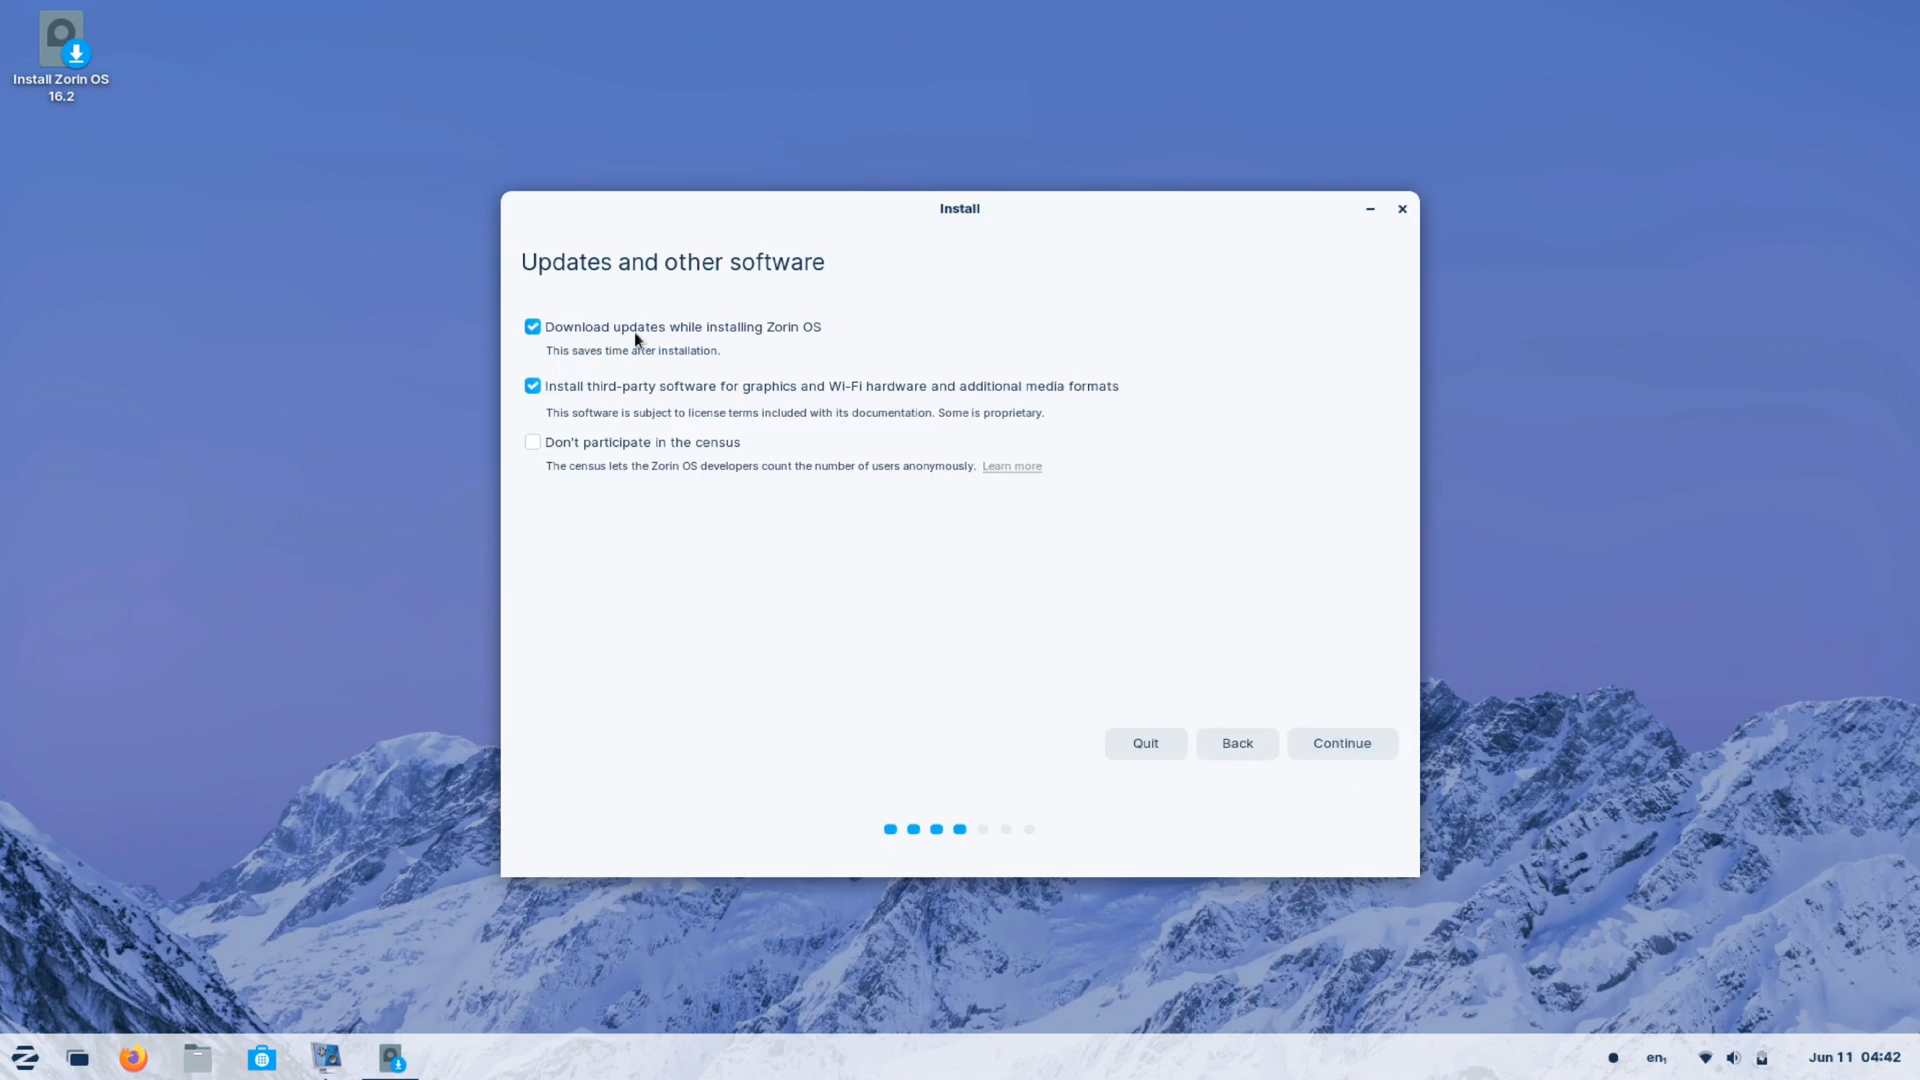 Install Zorin OS
16.2
Install
Updates and other software
Download updates while installing Zorin OS
This saves time after installation.
Install third-party software for graphics and Wi-Fi hardware and additional media formats
This software is subject to license terms included with its documentation. Some is proprietary.
Don't participate in the census
The census lets the Zorin OS developers count the number of users anonymously. Learn more
Quit Back Continue
en₁ Jun 11 04:42